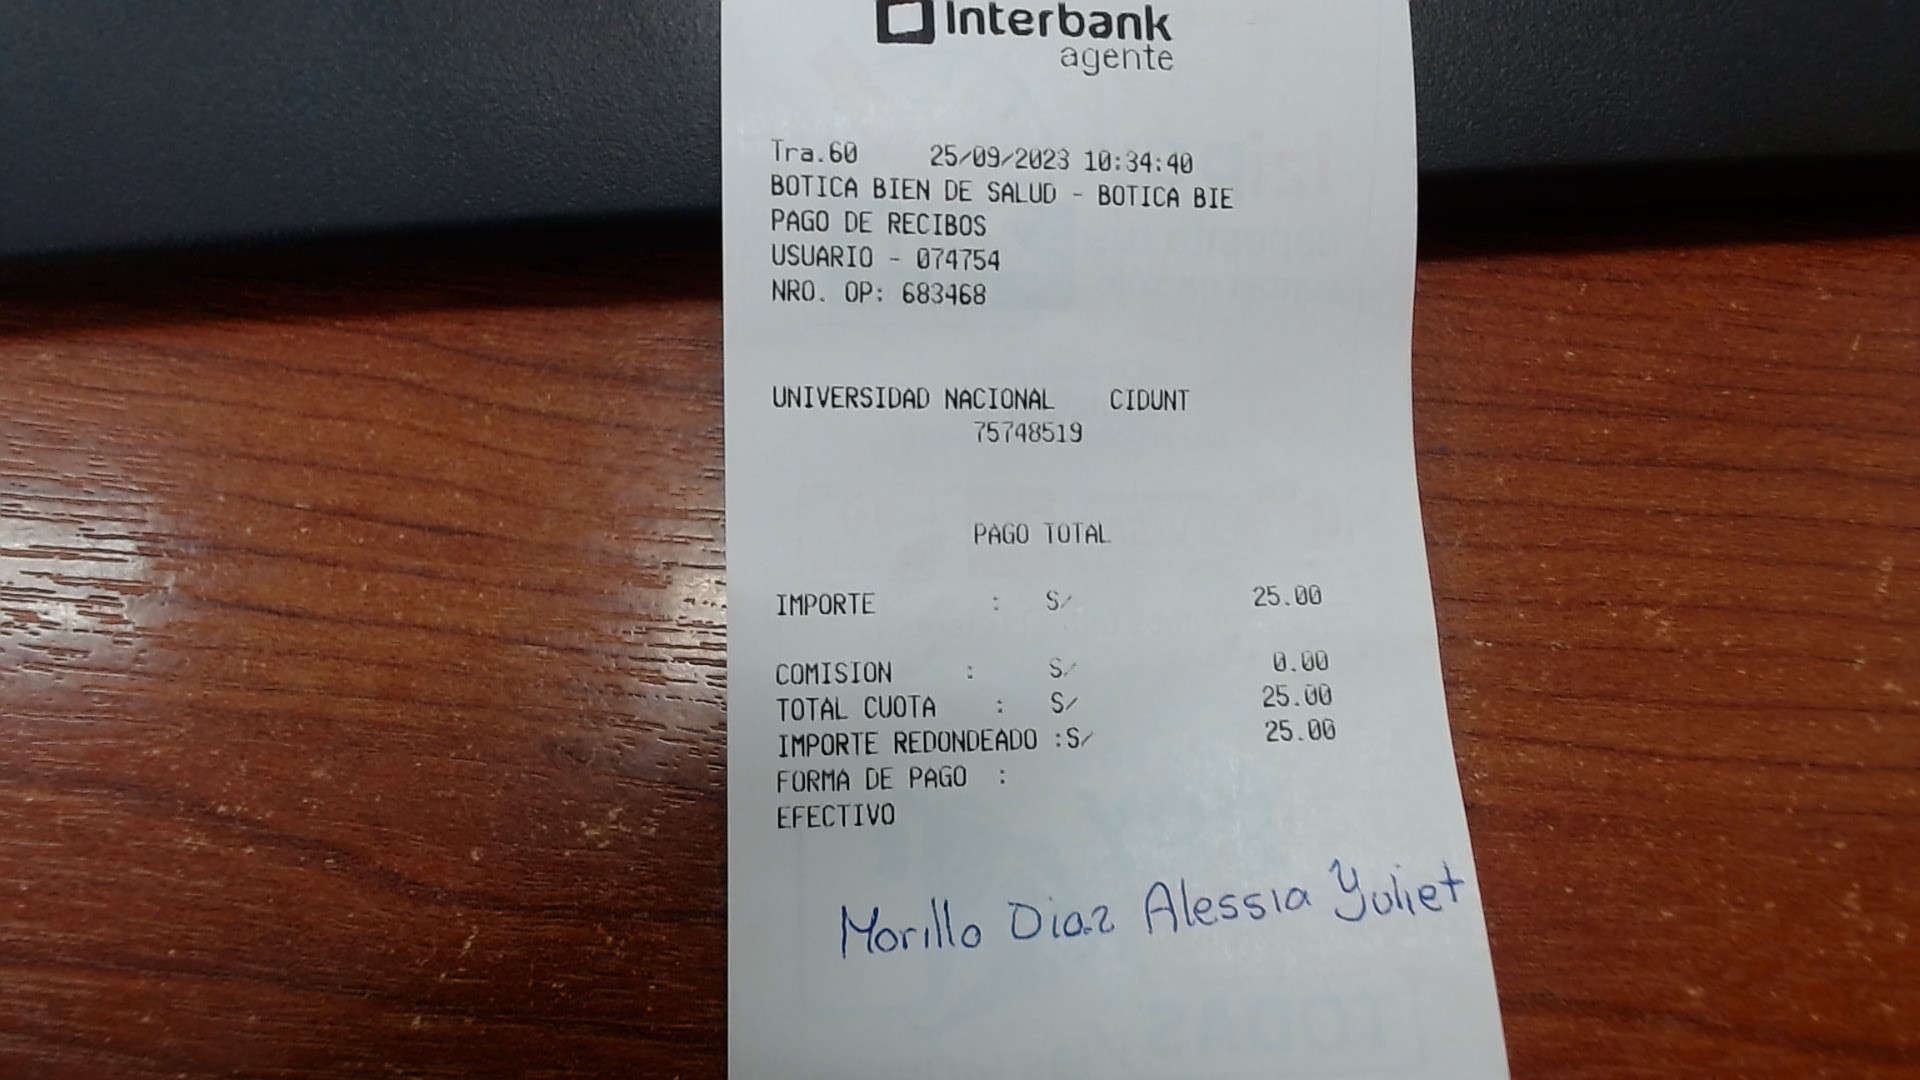 Interbank
agente
Tra.60 25/09/2023 10:34:40
BOTICA BIEN DE SALUD - BOTICA BIE
PAGO DE RECIBOS
USUARIO - 074754
NRO. OP: 683468
UNIVERSIDAD NACIONAL CIDUNT
75748519
PAGO TOTAL
IMPORTE : S/ 25.00
COMISION : S/ 0.00
TOTAL CUOTA : S/ 25.00
IMPORTE REDONDEADO :S/ 25.00
FORMA DE PAGO :
EFECTIVO
Morillo Diaz Alessia Yuliet